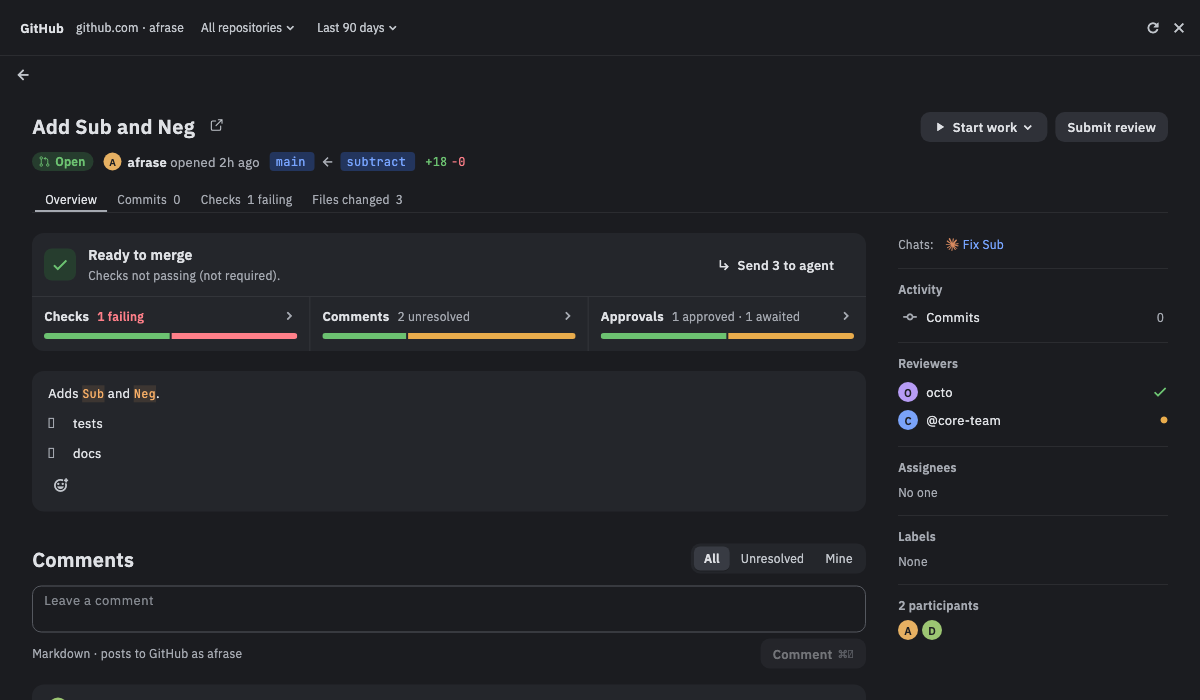 GitHub github.com · afrase All repositories Last 90 days
Add Sub and Neg
Start work Submit review
Open A afrase opened 2h ago main ← subtract +18 -0
Overview Commits 0 Checks 1 failing Files changed 3
Ready to merge
Checks not passing (not required).
Send 3 to agent
Checks 1 failing
Comments 2 unresolved
Approvals 1 approved · 1 awaited
Adds Sub and Neg.
tests
docs
Comments
All Unresolved Mine
Leave a comment
Markdown · posts to GitHub as afrase
Comment ⌘
Chats: Fix Sub
Activity
Commits 0
Reviewers
O octo
C @core-team
Assignees
No one
Labels
None
2 participants
A D